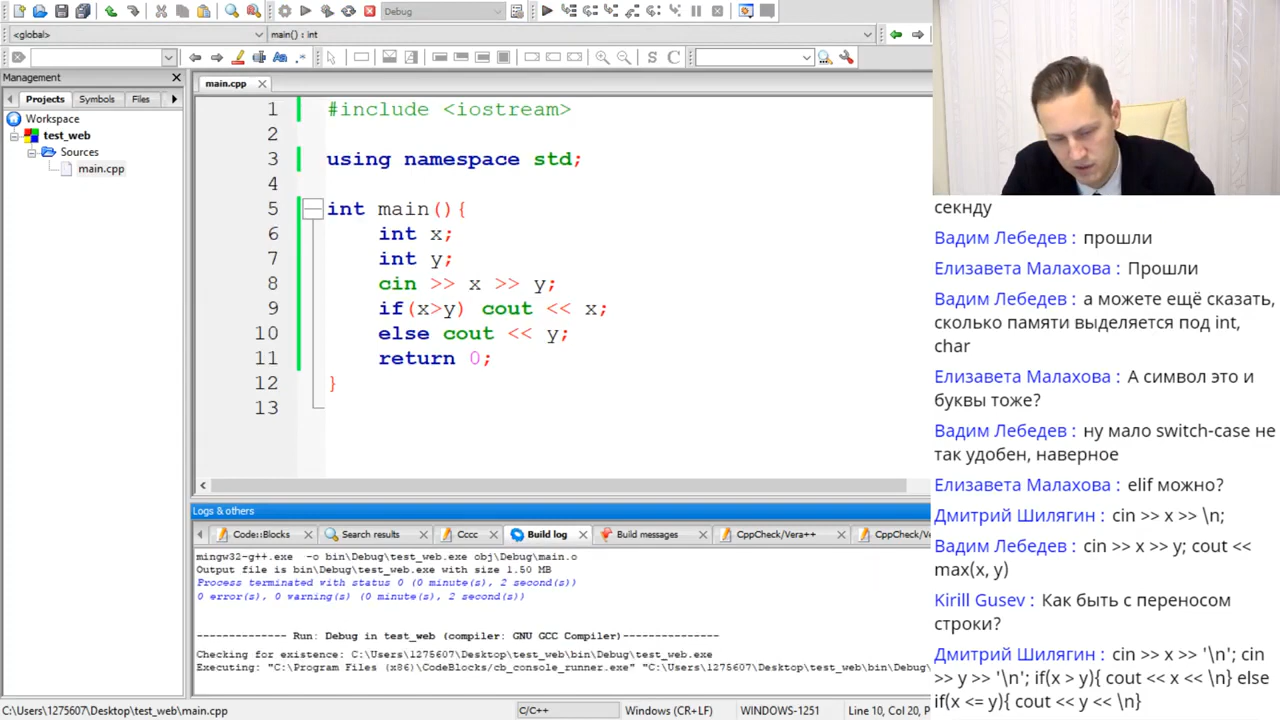 Debug
<global>
main() : int
Management
main.cpp
Projects
Symbols
Files
Workspace
test_web
Sources
main.cpp
1 #include <iostream>
2
3 using namespace std;
4
5 int main(){
6 int x;
7 int y;
8 cin >> x >> y;
9 if(x>y) cout << x;
10 else cout << y;
11 return 0;
12 }
13
Logs & others
Code::Blocks
Search results
Cccc
Build log
Build messages
CppCheck/Vera++
CppCheck/Vera+
mingw32-g++.exe -o bin\Debug\test_web.exe obj\Debug\main.o
Output file is bin\Debug\test_web.exe with size 1.50 MB
Process terminated with status 0 (0 minute(s), 2 second(s))
0 error(s), 0 warning(s) (0 minute(s), 2 second(s))
-------------- Run: Debug in test_web (compiler: GNU GCC Compiler)---------------
Checking for existence: C:\Users\1275607\Desktop\test_web\bin\Debug\test_web.exe
Executing: "C:\Program Files (x86)\CodeBlocks/cb_console_runner.exe" "C:\Users\1275607\Desktop\test_web\bin\Debug
C:\Users\1275607\Desktop\test_web\main.cpp
C/C++
Windows (CR+LF)
WINDOWS-1251
Line 10, Col 20, Po
секнду
Вадим Лебедев : прошли
Елизавета Малахова : Прошли
Вадим Лебедев : а можете ещё сказать,
сколько памяти выделяется под int,
char
Елизавета Малахова : А символ это и
буквы тоже?
Вадим Лебедев : ну мало switch-case не
так удобен, наверное
Елизавета Малахова : elif можно?
Дмитрий Шилягин : cin >> x >> \n;
Вадим Лебедев : cin >> x >> y; cout <<
max(x, y)
Kirill Gusev : Как быть с переносом
строки?
Дмитрий Шилягин : cin >> x >> '\n'; cin
>> y >> '\n'; if(x > y){ cout << x << \n} else
if(x <= y){ cout << y << \n}